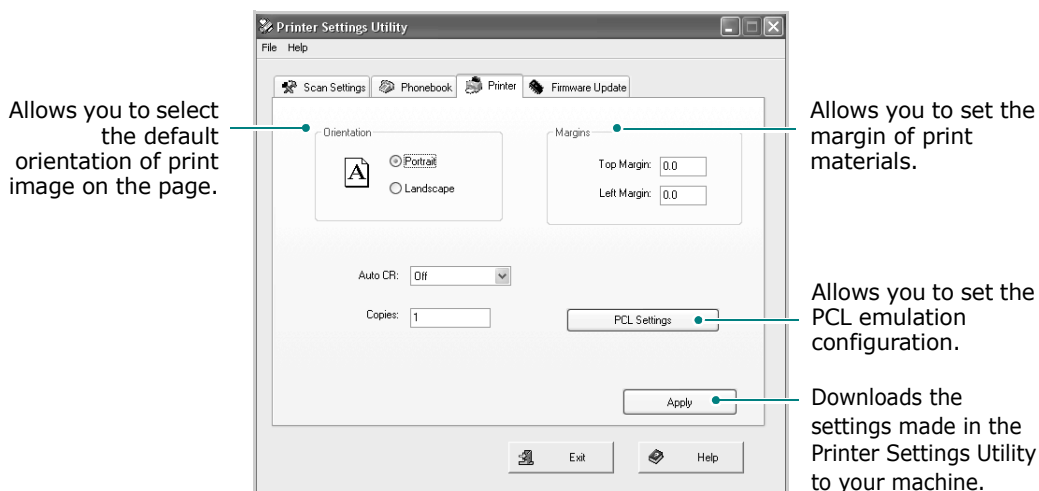 Printer Settings Utility
File Help
Scan Settings Phonebook Printer Firmware Update
Allows you to select
the default
orientation of print
image on the page.
Orientation
A
Portrait
Landscape
Margins
Top Margin: 0.0
Left Margin: 0.0
Allows you to set the
margin of print
materials.
Auto CR: Off
Copies: 1
PCL Settings
Allows you to set the
PCL emulation
configuration.
Apply
Downloads the
settings made in the
Printer Settings Utility
to your machine.
Exit
Help